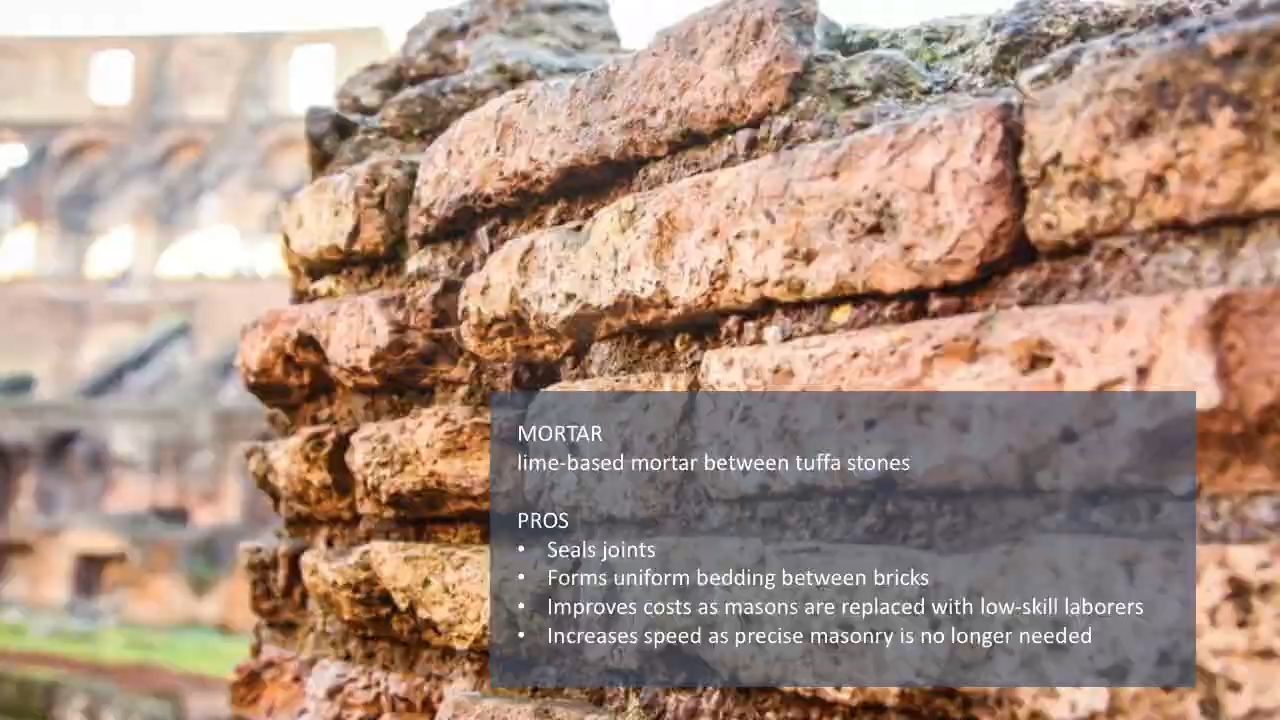 MORTAR
lime-based mortar between tuffa stones
PROS
• Seals joints
• Forms uniform bedding between bricks
• Improves costs as masons are replaced with low-skill laborers
• Increases speed as precise masonry is no longer needed